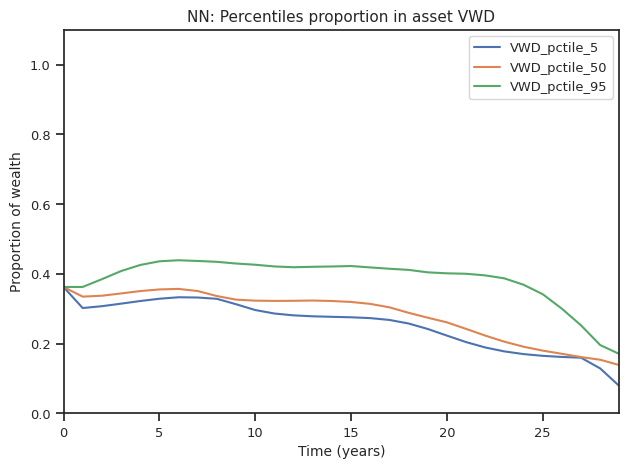 NN: Percentiles proportion in asset VWD
VWD_pctile_5
VWD_pctile_50
VWD_pctile_95
Proportion of wealth
1.0
0.8
0.6
0.4
0.2
0.0
0 5 10 15 20 25
Time (years)